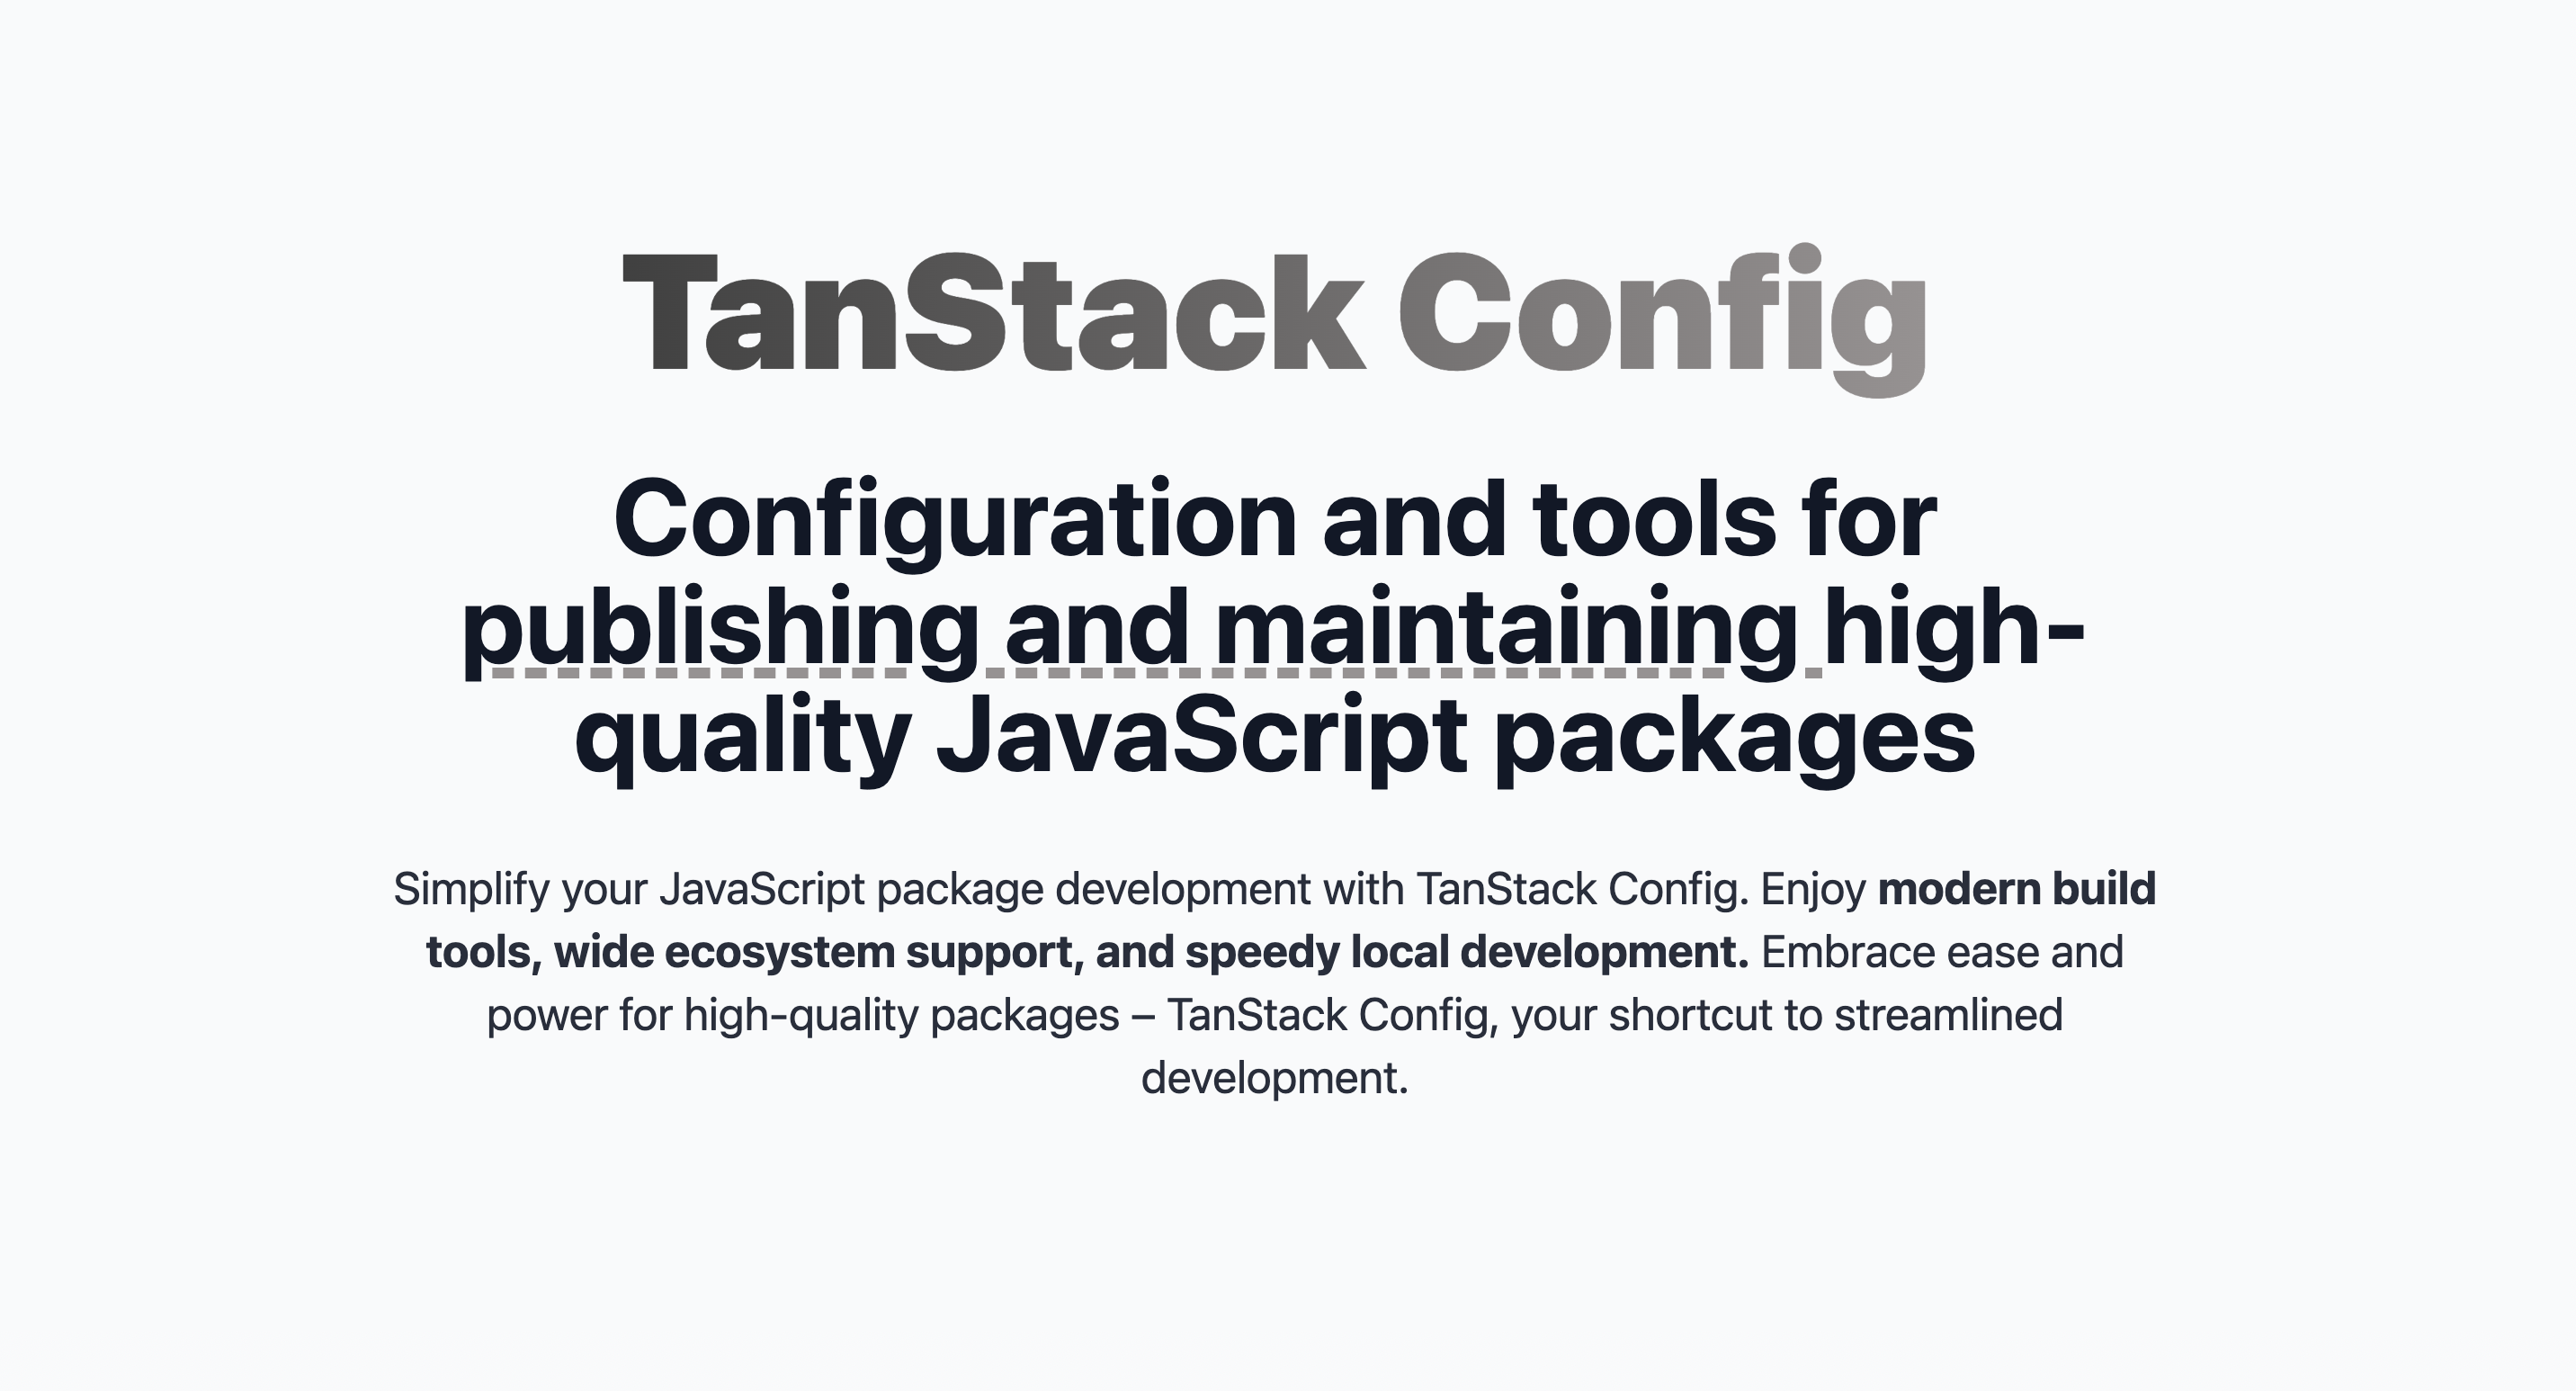 TanStack Config
Configuration and tools for
publishing and maintaining high-
quality JavaScript packages
Simplify your JavaScript package development with TanStack Config. Enjoy modern build
tools, wide ecosystem support, and speedy local development. Embrace ease and
power for high-quality packages – TanStack Config, your shortcut to streamlined
development.